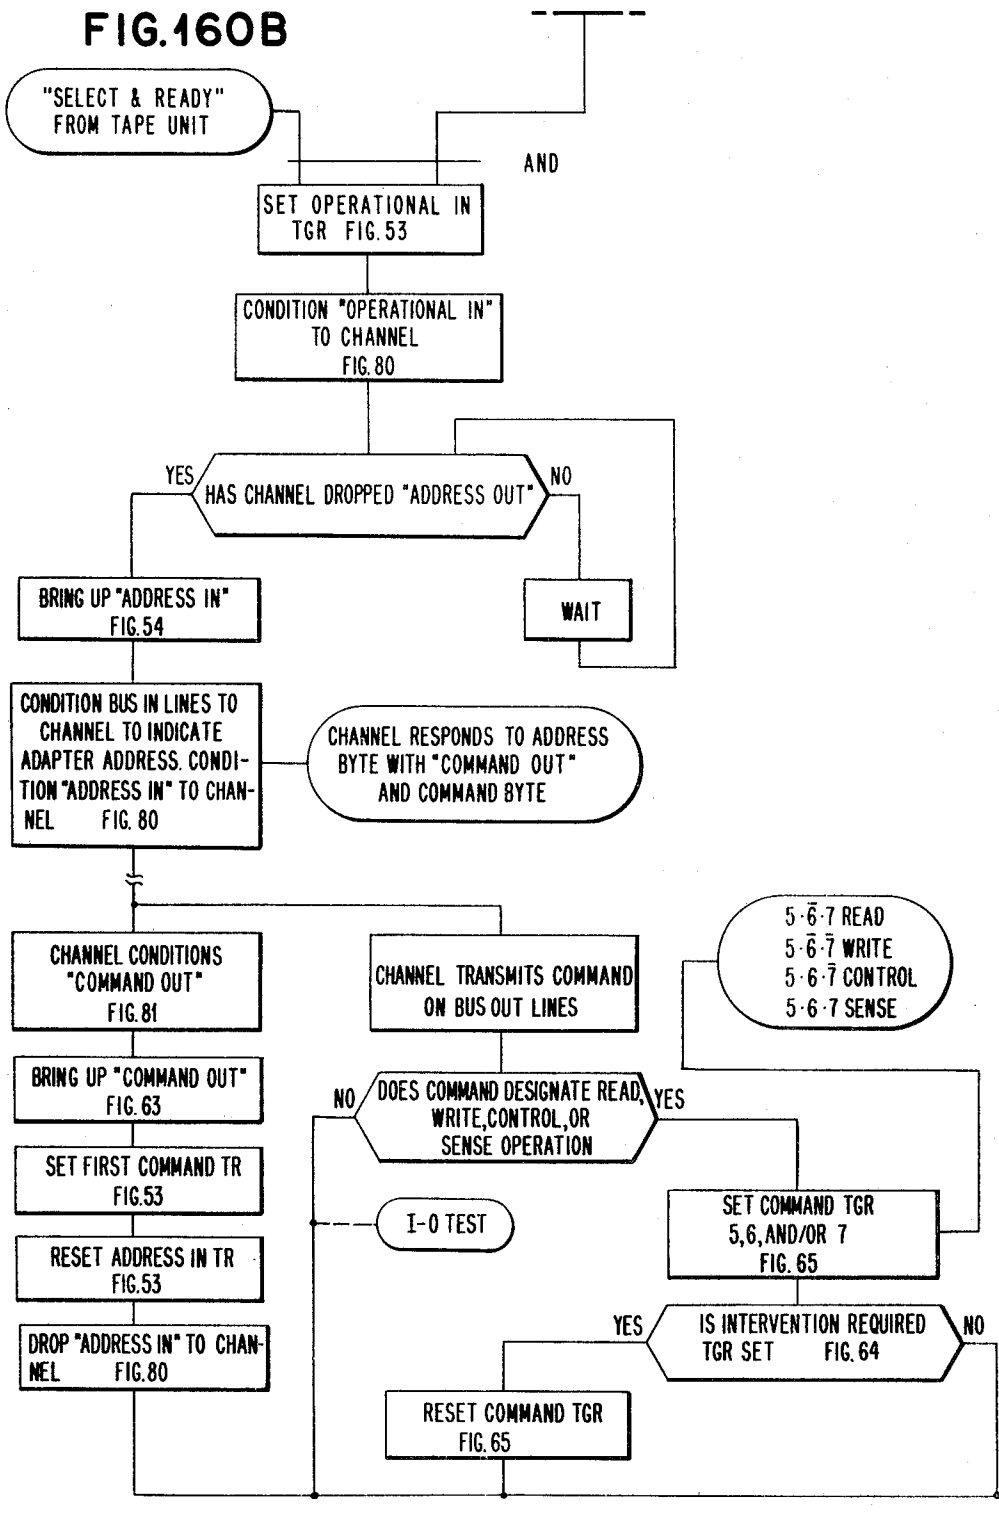 FIG.160B
"SELECT & READY"
FROM TAPE UNIT
AND
SET OPERATIONAL IN
TGR FIG.53
CONDITION "OPERATIONAL IN"
TO CHANNEL
FIG.80
YES
HAS CHANNEL DROPPED "ADDRESS OUT"
NO
BRING UP "ADDRESS IN"
FIG.54
WAIT
CONDITION BUS IN LINES TO
CHANNEL TO INDICATE
ADAPTER ADDRESS. CONDI-
TION "ADDRESS IN" TO CHAN-
NEL FIG. 80
CHANNEL RESPONDS TO ADDRESS
BYTE WITH "COMMAND OUT"
AND COMMAND BYTE
CHANNEL CONDITIONS
"COMMAND OUT"
FIG.81
BRING UP "COMMAND OUT"
FIG.63
SET FIRST COMMAND TR
FIG.53
RESET ADDRESS IN TR
FIG.53
DROP "ADDRESS IN" TO CHAN-
NEL FIG.80
CHANNEL TRANSMITS COMMAND
ON BUS OUT LINES
5·6̅·7 READ
5·6̅·7̅ WRITE
5·6·7̅ CONTROL
5·6·7 SENSE
NO
DOES COMMAND DESIGNATE READ,
WRITE,CONTROL,OR
SENSE OPERATION
YES
I-O TEST
SET COMMAND TGR
5,6,AND/OR 7
FIG. 65
YES
IS INTERVENTION REQUIRED
TGR SET FIG. 64
NO
RESET COMMAND TGR
FIG.65